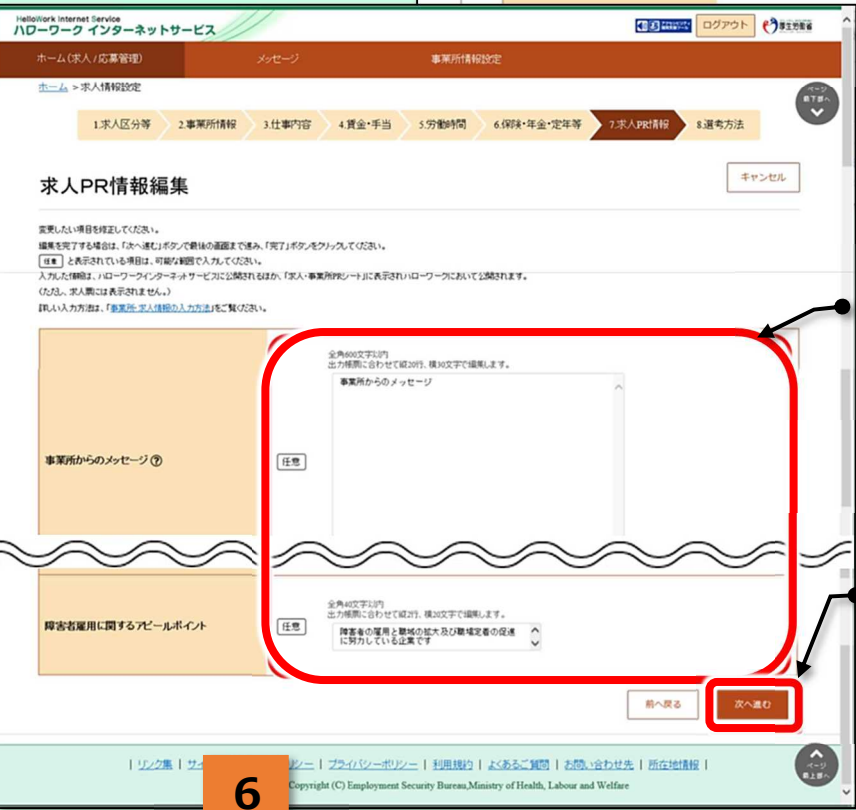 HelloWork Internet Service
ハローワーク インターネットサービス
ログアウト
厚生労働省
ホーム(求人/応募管理)
メッセージ
事業所情報設定
ホーム > 求人情報設定
ページ最下部へ
1.求人区分等
2.事業所情報
3.仕事内容
4.賃金・手当
5.労働時間
6.保険・年金・定年等
7.求人PR情報
8.選考方法
求人PR情報編集
キャンセル
変更したい項目を修正してください。
編集を完了する場合は、「次へ進む」ボタンで最後の画面まで進み、「完了」ボタンをクリックしてください。
任意 と表示されている項目は、可能な範囲で入力してください。
入力した情報は、ハローワークインターネットサービスに公開されるほか、「求人・事業所PRシート」に表示されハローワークにおいて公開されます。
(ただし、求人票には表示されません。)
詳しい入力方法は、「事業所・求人情報の入力方法」をご覧ください。
全角600文字以内
出力帳票に合わせて縦20行、横30文字で編集します。
事業所からのメッセージ
事業所からのメッセージ ?
任意
全角40文字以内
出力帳票に合わせて縦2行、横20文字で編集します。
障害者雇用に関するアピールポイント
任意
障害者の雇用と職場の拡大及び職場定着の促進
に努力している企業です
前へ戻る
次へ進む
| リンク集 | サ
シー | プライバシーポリシー | 利用規約 | よくあるご質問 | お問い合わせ先 | 所在地情報 |
ページ最上部へ
6
Copyright (C) Employment Security Bureau,Ministry of Health, Labour and Welfare